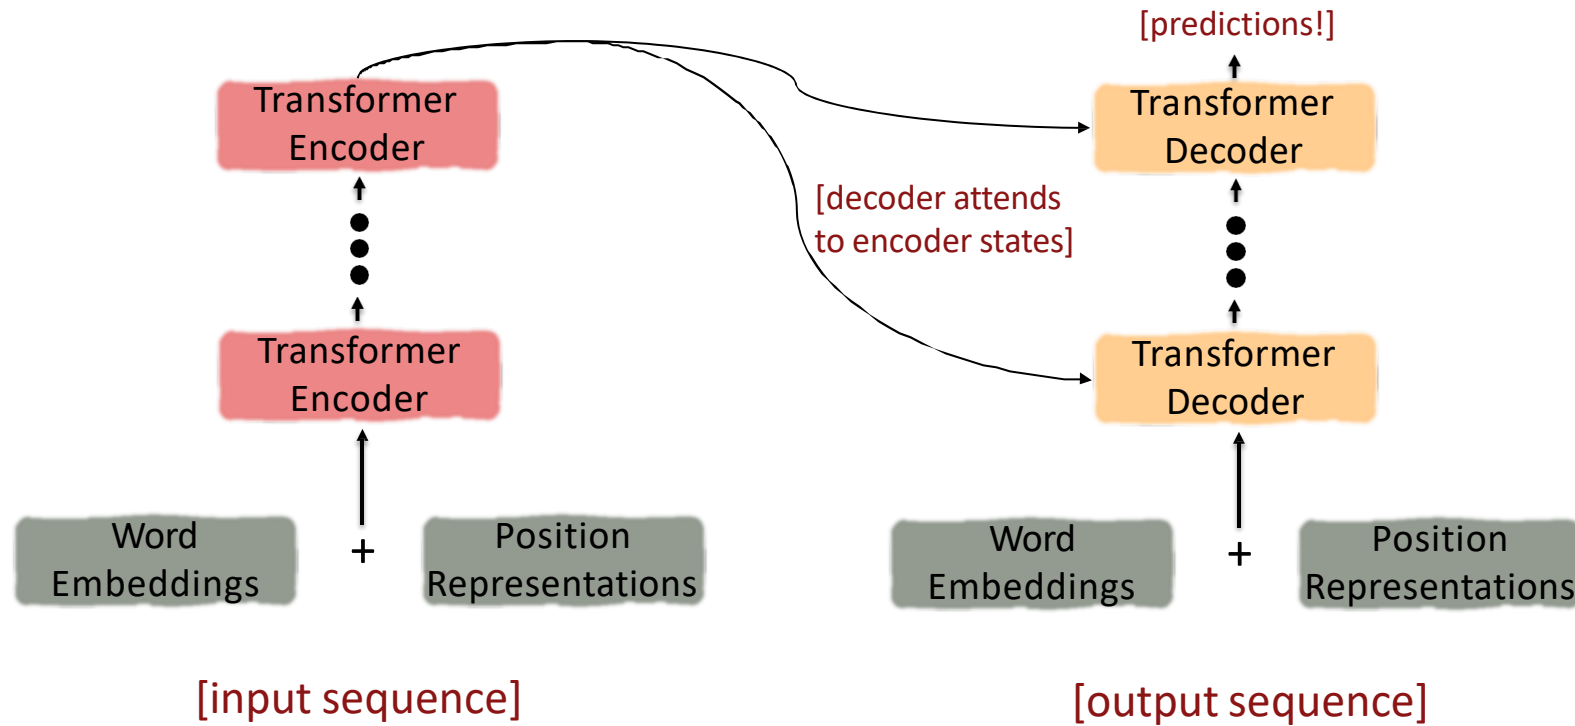 [predictions!]
Transformer
Encoder
Transformer
Decoder
[decoder attends
to encoder states]
Transformer
Encoder
Transformer
Decoder
Word
Embeddings
+
Position
Representations
Word
Embeddings
+
Position
Representations
[input sequence]
[output sequence]